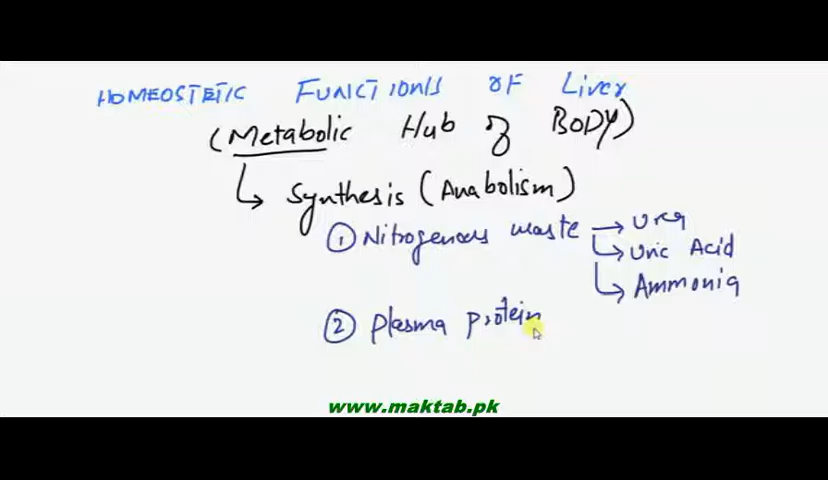 HOMEOSTETIC FUNCTIONS OF Liver
(Metabolic Hub of BODY)
↳ Synthesis (Anabolism)
① Nitrogenous waste → Urea
↳ Uric Acid
↳ Ammonia
② Plasma protein
www.maktab.pk